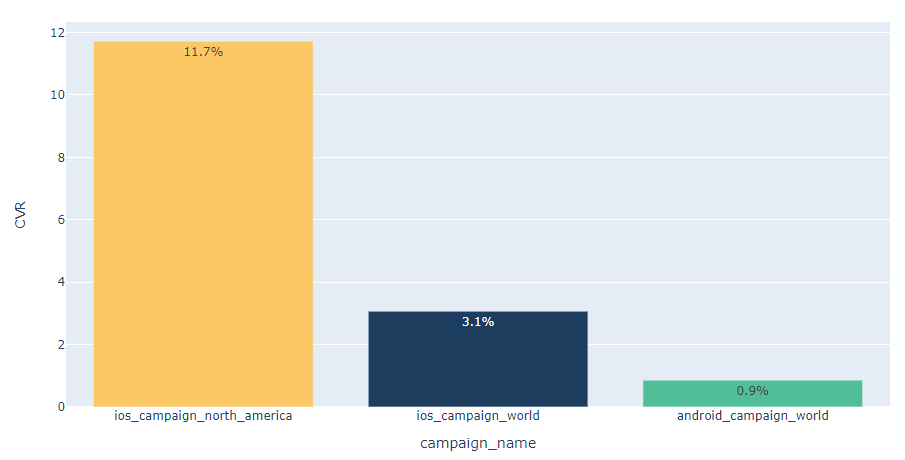 12
10
8
6
4
2
0
CVR
11.7%
3.1%
0.9%
ios_campaign_north_america
ios_campaign_world
android_campaign_world
campaign_name